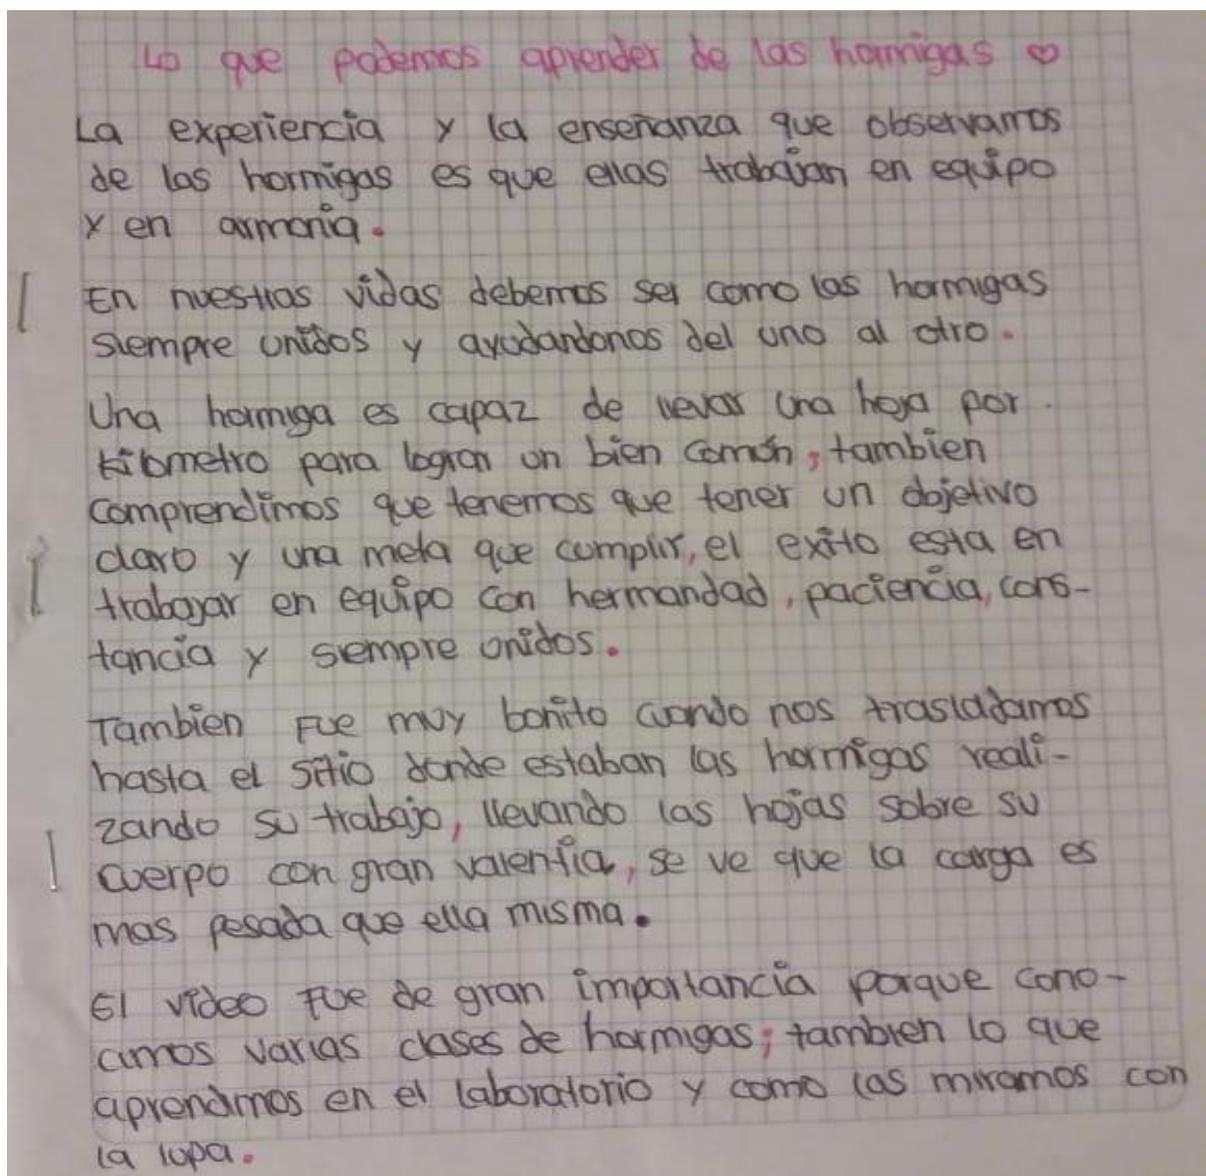 Lo que podemos aprender de las hormigas ♡
La experiencia y la enseñanza que observamos
de las hormigas es que ellas trabajan en equipo
y en armonia.
En nuestras vidas debemos ser como las hormigas
siempre unidos y ayudandonos del uno al otro.
Una hormiga es capaz de llevar una hoja por
kilometro para lograr un bien común, tambien
comprendimos que tenemos que tener un objetivo
claro y una meta que cumplir, el exito esta en
trabajar en equipo con hermandad, paciencia, cons-
tancia y siempre unidos.
Tambien fue muy bonito cuando nos trasladamos
hasta el sitio donde estaban las hormigas reali-
zando su trabajo, llevando las hojas sobre su
cuerpo con gran valentia, se ve que la carga es
mas pesada que ella misma.
El video fue de gran importancia porque cono-
cimos varias clases de hormigas; tambien lo que
aprendimos en el laboratorio y como las miramos con
la lupa.